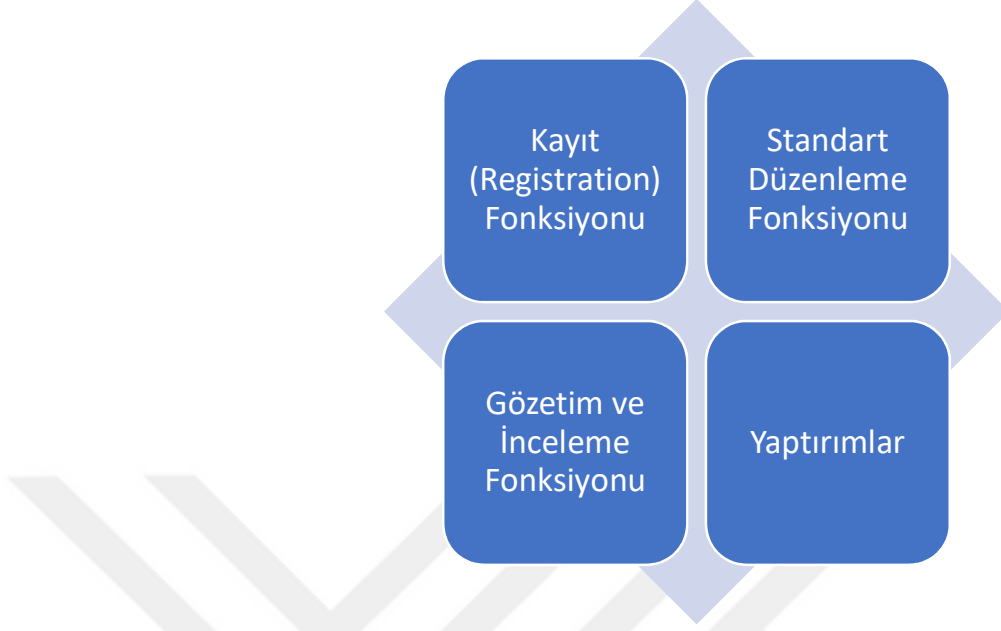 Kayıt
(Registration)
Fonksiyonu
Standart
Düzenleme
Fonksiyonu
Gözetim ve
İnceleme
Fonksiyonu
Yaptırımlar